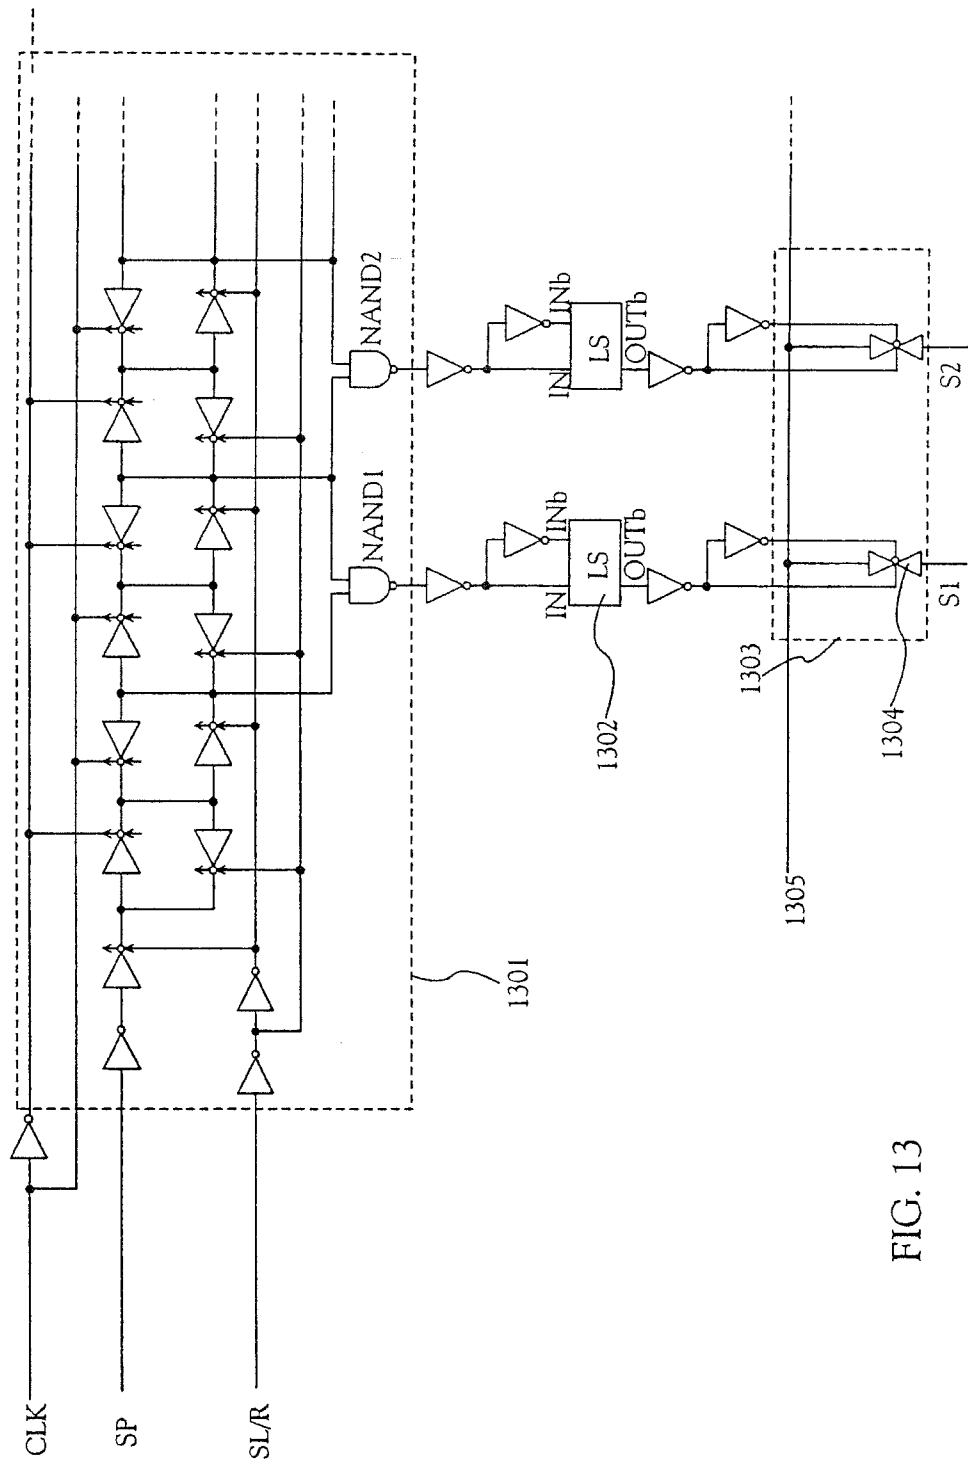 CLK
SP
SL/R
1301
NAND1
NAND2
IN
INb
LS
OUTb
1302
IN
INb
LS
OUTb
1303
1304
1305
S1
S2
FIG. 13